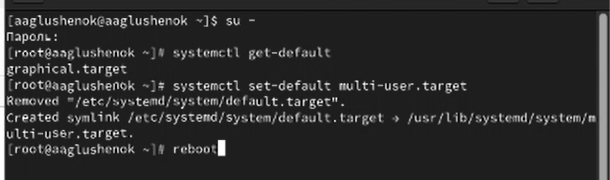 [aaglushenok@aaglushenok ~]$ su -
Пароль:
[root@aaglushenok ~]# systemctl get-default
graphical.target
[root@aaglushenok ~]# systemctl set-default multi-user.target
Removed "/etc/systemd/system/default.target".
Created symlink /etc/systemd/system/default.target → /usr/lib/systemd/system/m
ulti-user.target.
[root@aaglushenok ~]# reboot